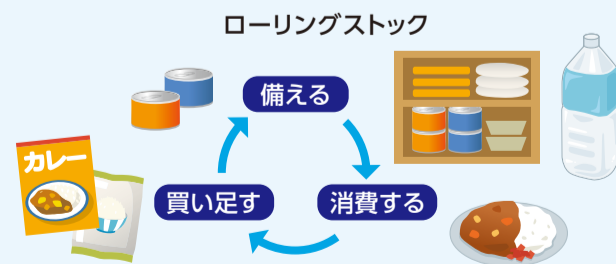 ローリングストック
備える
カレー
買い足す
消費する